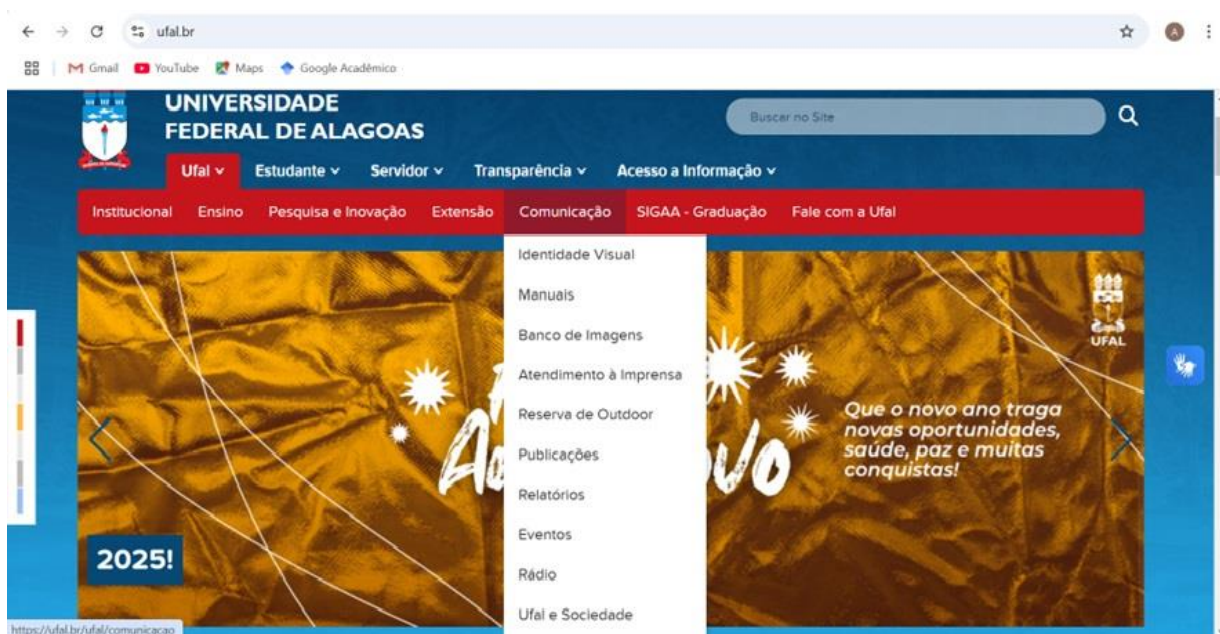 ufal.br
A
Gmail YouTube Maps Google Acadêmico
UNIVERSIDADE
FEDERAL DE ALAGOAS
Buscar no Site
Ufal Estudante Servidor Transparência Acesso a Informação
Institucional Ensino Pesquisa e Inovação Extensão Comunicação SIGAA - Graduação Fale com a Ufal
Identidade Visual
Manuais
Banco de Imagens
Atendimento à Imprensa
Reserva de Outdoor
Publicações
Relatórios
Eventos
Rádio
Ufal e Sociedade
UFAL
Que o novo ano traga
novas oportunidades,
saúde, paz e muitas
conquistas!
2025!
https://ufal.br/ufal/comunicacao